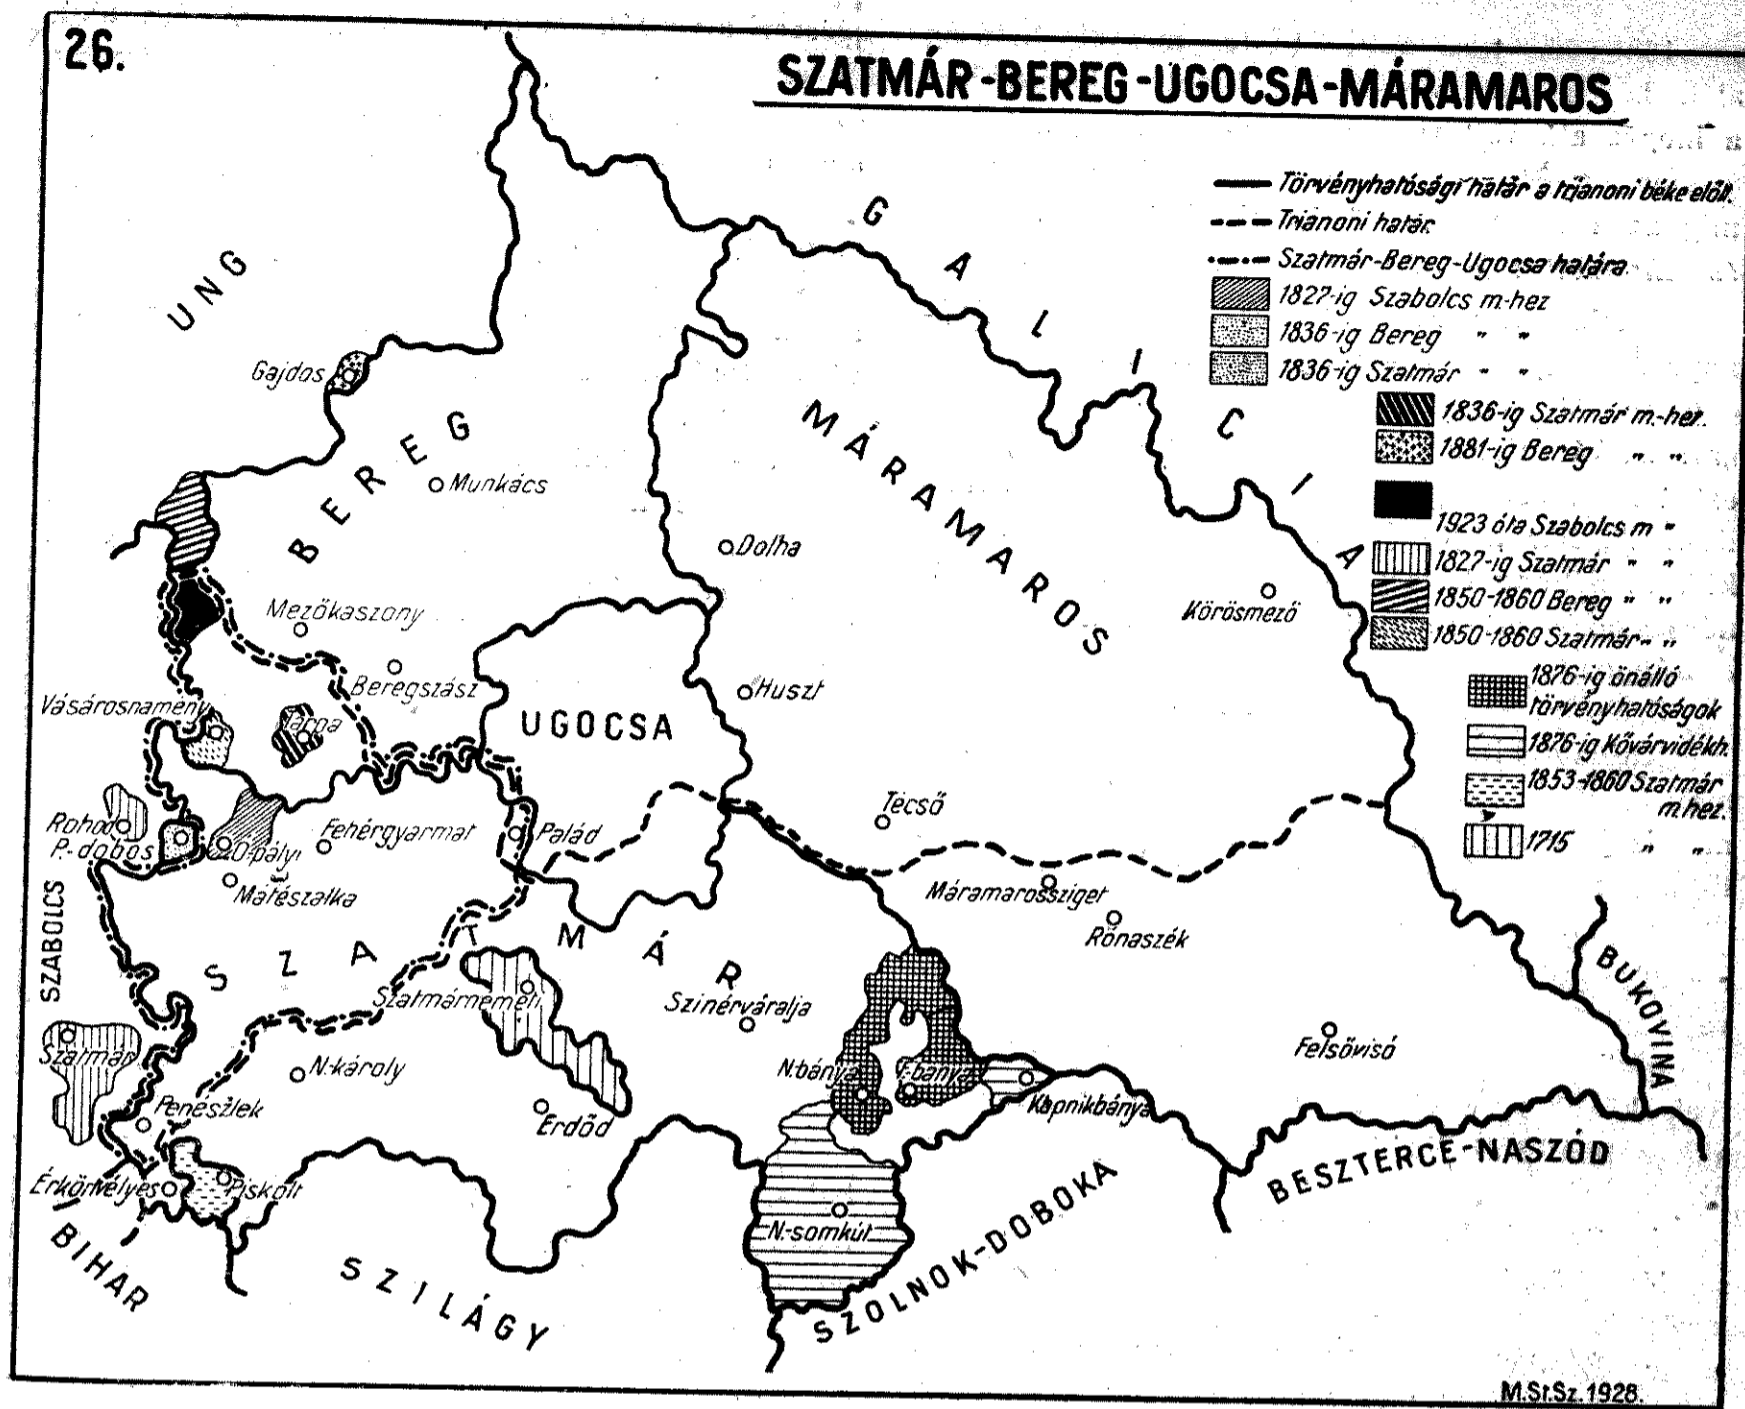 26.
SZATMÁR-BEREG-UGOCSA-MÁRAMAROS
Törvényhatósági határ a trianoni béke előtt.
Trianoni határ
Szatmár-Bereg-Ugocsa határa
1827-ig Szabolcs m-hez
1836-ig Bereg " "
1836-ig Szatmár " "
1836-ig Szatmár m.-hez.
1881-ig Bereg " "
1923 óta Szabolcs m "
1827-ig Szatmár " "
1850-1860 Bereg " "
1850-1860 Szatmár " "
1876-ig önálló
törvényhatóságok
1876-ig Kővárvidékh.
1853-1860 Szatmár
m.hez.
1715 " "
GALICIA
UNG
Gajdos
BEREG
Munkács
MÁRAMAROS
Dolha
Körösmező
Mezőkaszony
Beregszász
Huszt
Vásárosnamény
Tarpa
UGOCSA
Técső
Rohod
P.-dobos
Ó-pályi
Fehérgyarmat
Palád
Mátészalka
Máramarossziget
Rónaszék
SZABOLCS
SZATMÁR
Szatmárnémeti
Szinérváralja
BUKOVINA
Szatmár
N-károly
N-bánya
F.bánya
Felsővisó
Penészlek
Erdőd
Kapnikbánya
Érkörtvélyes
Piskolt
N-somkút
BESZTERCE-NASZÓD
BIHAR
SZILÁGY
SZOLNOK-DOBOKA
M.St.Sz.1928.